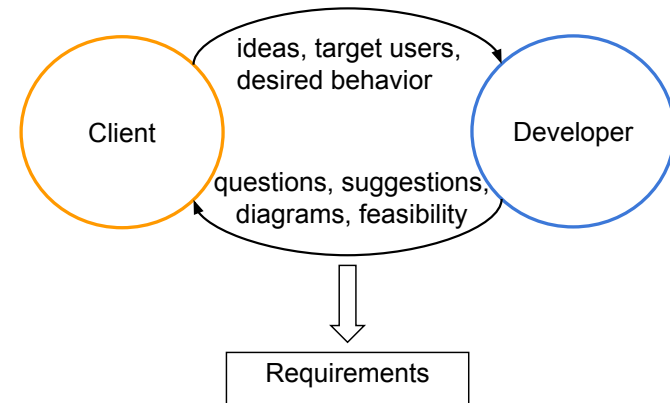 ideas, target users,
desired behavior
Client
Developer
questions, suggestions,
diagrams, feasibility
Requirements